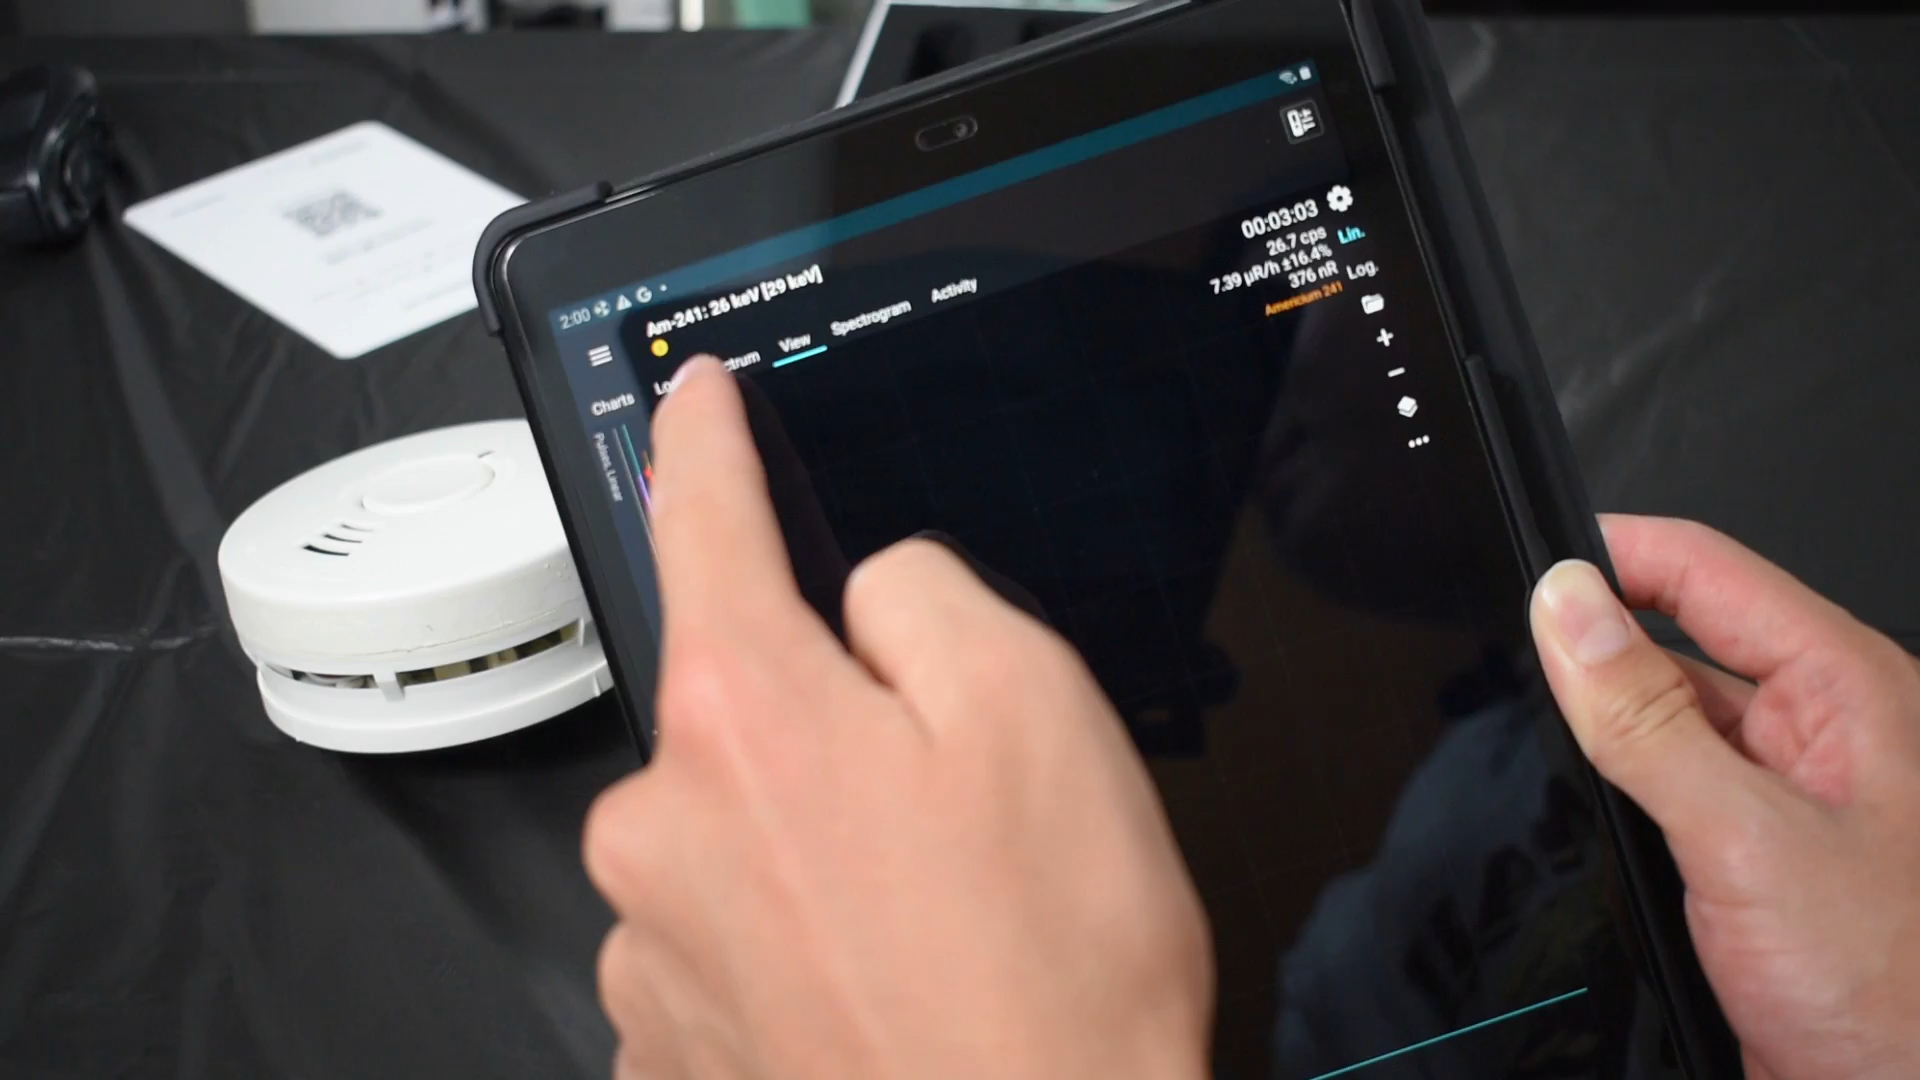 2:00
Am-241: 26 keV [29 keV]
View
Spectrogram
Activity
Charts
Pulses, Linear
00:03:03
26.7 cps
7.39 µR/h ±16.4%
376 nR
Americium 241
Lin.
Log.